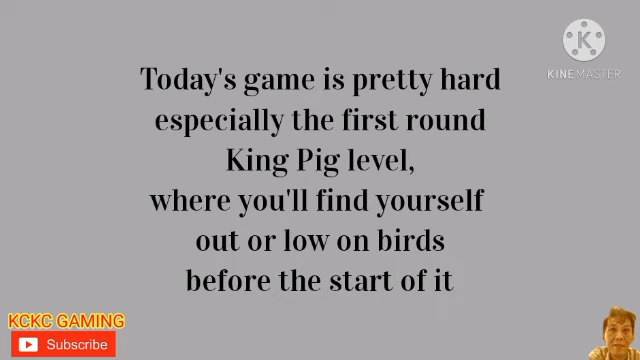 KINEMASTER
Today's game is pretty hard
especially the first round
King Pig level,
where you'll find yourself
out or low on birds
before the start of it
KCKC GAMING
Subscribe